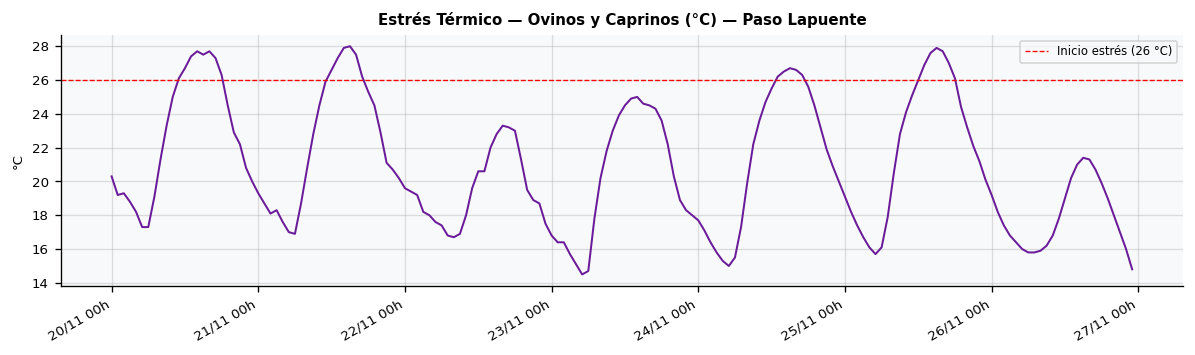 Estrés Térmico — Ovinos y Caprinos (°C) — Paso Lapuente
Inicio estrés (26 °C)
°C
28
26
24
22
20
18
16
14
20/11 00h
21/11 00h
22/11 00h
23/11 00h
24/11 00h
25/11 00h
26/11 00h
27/11 00h